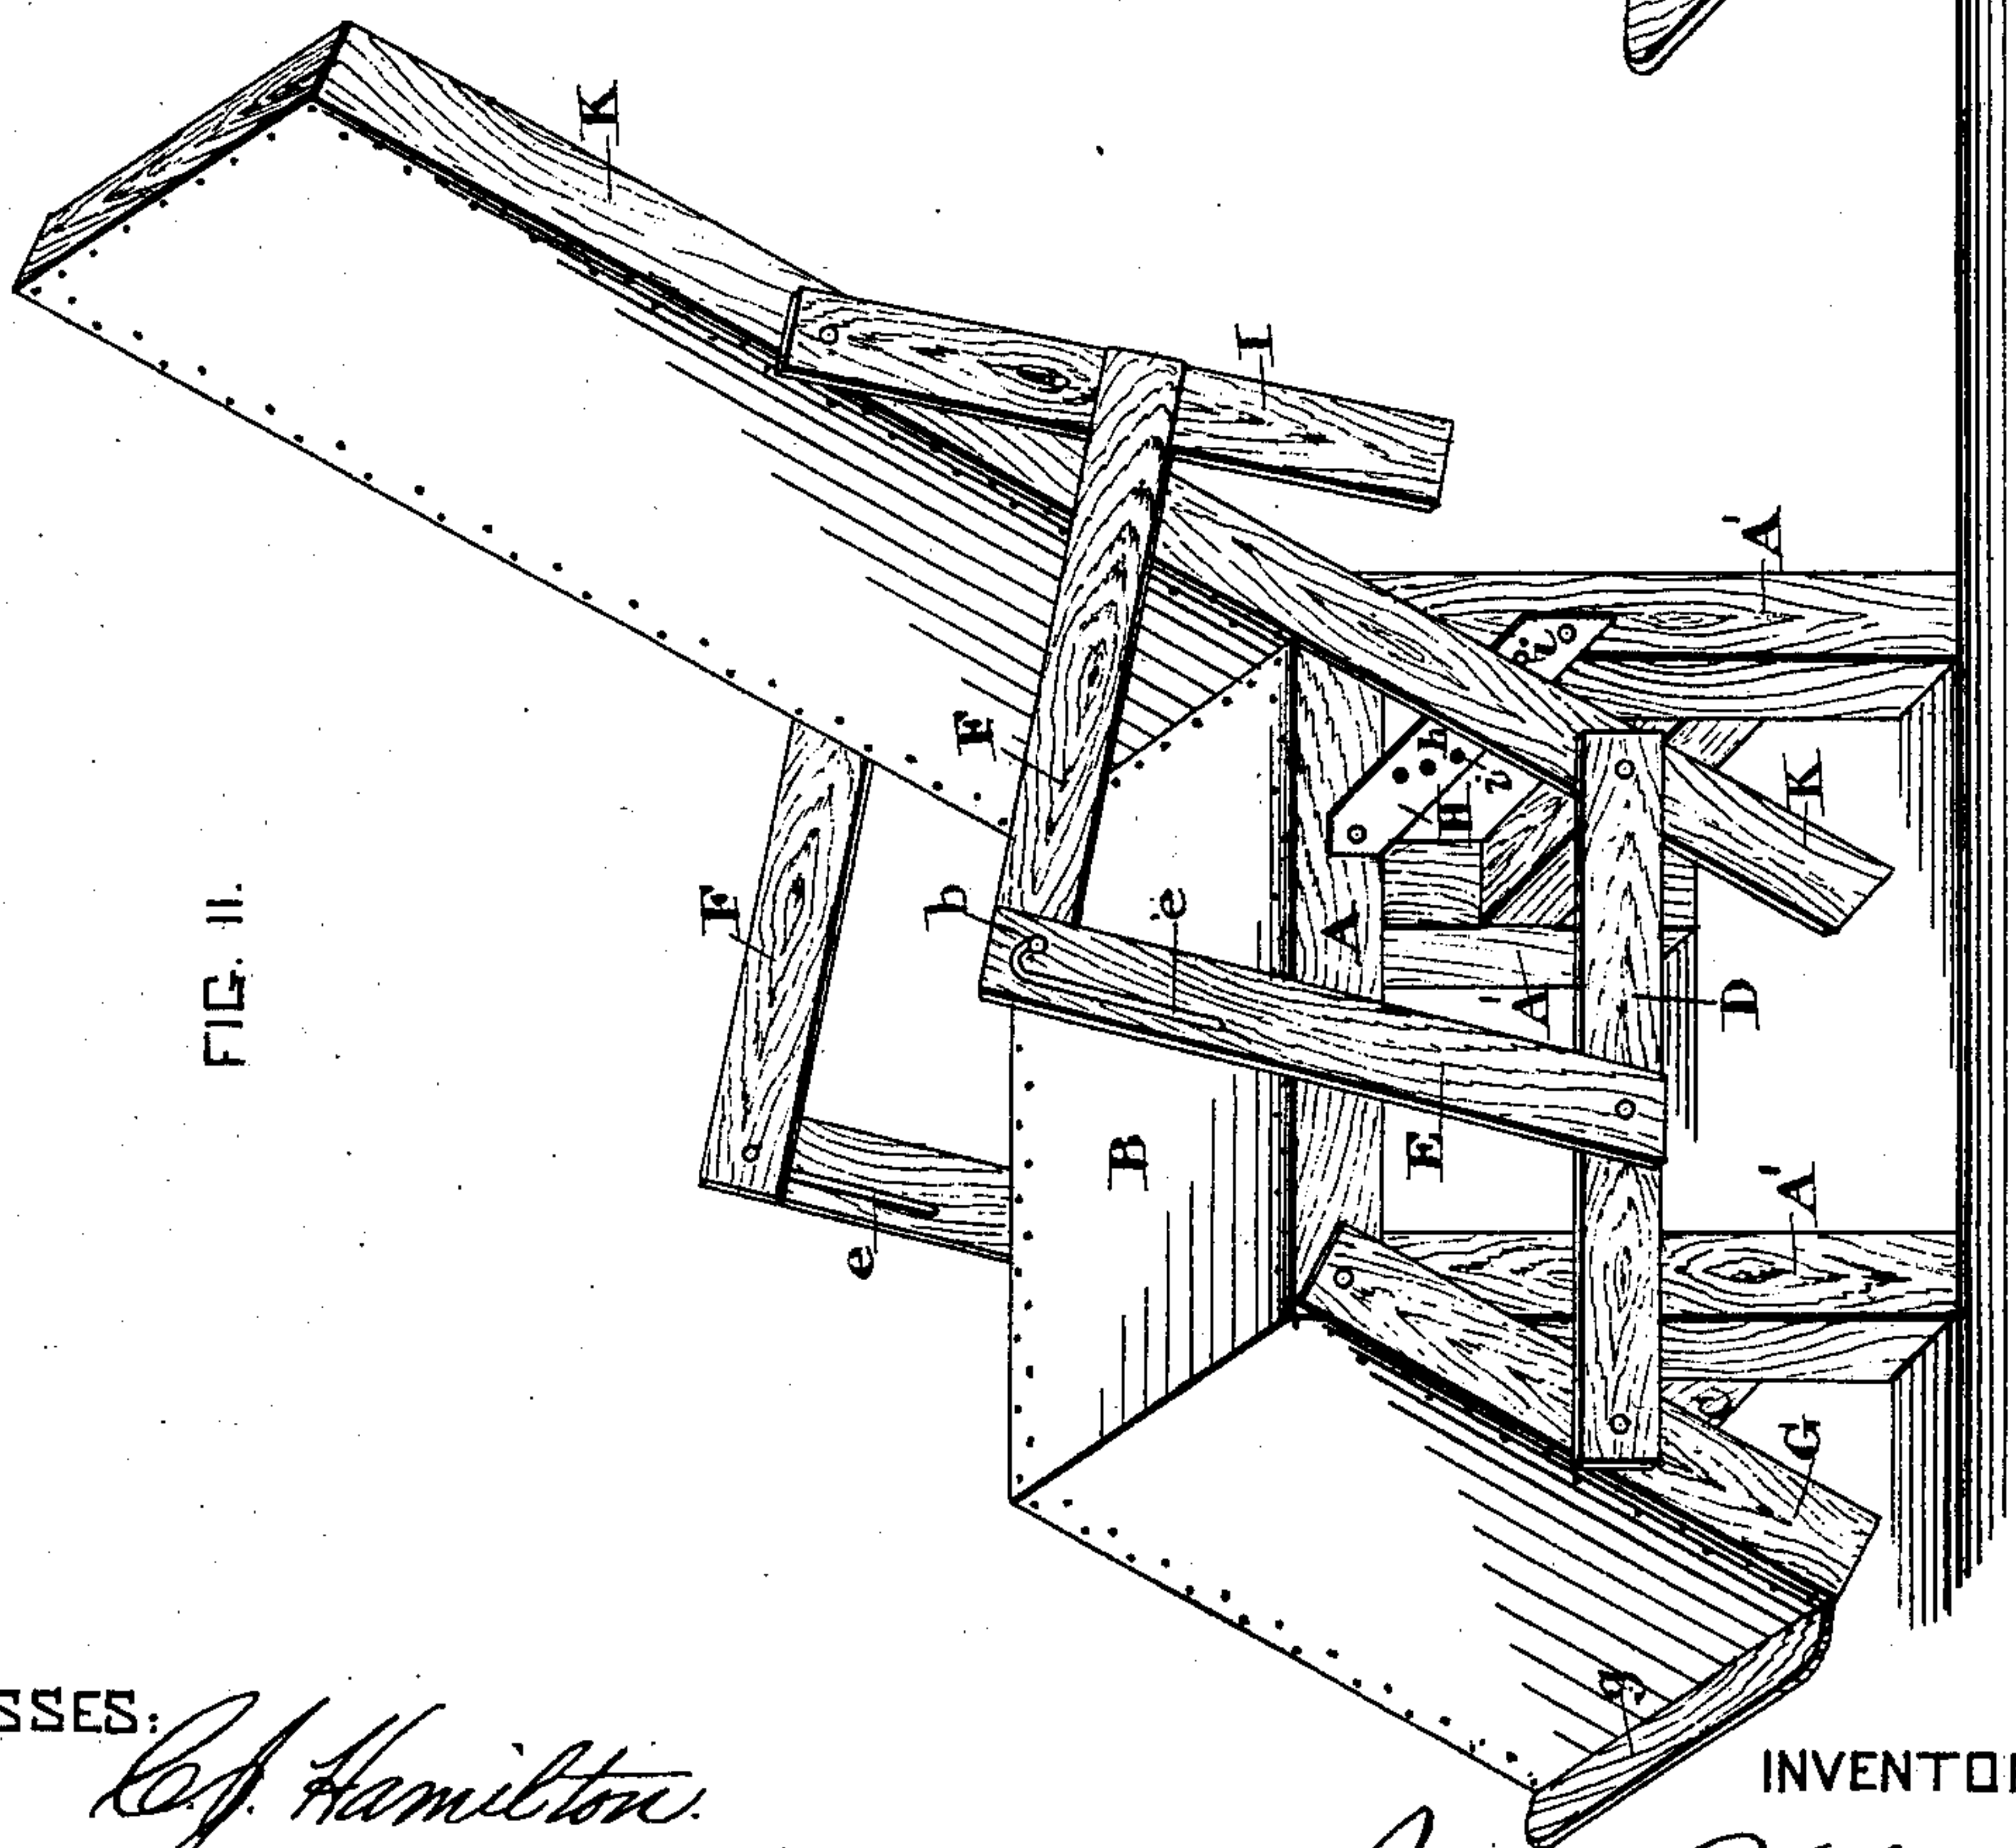 FIG. 11.
K
I
A'
F
F
b
e
i
h
i
H
K
A
A'
D
e
B
E
A'
G
g
SSES:
C. J. Hamilton.
INVENTO